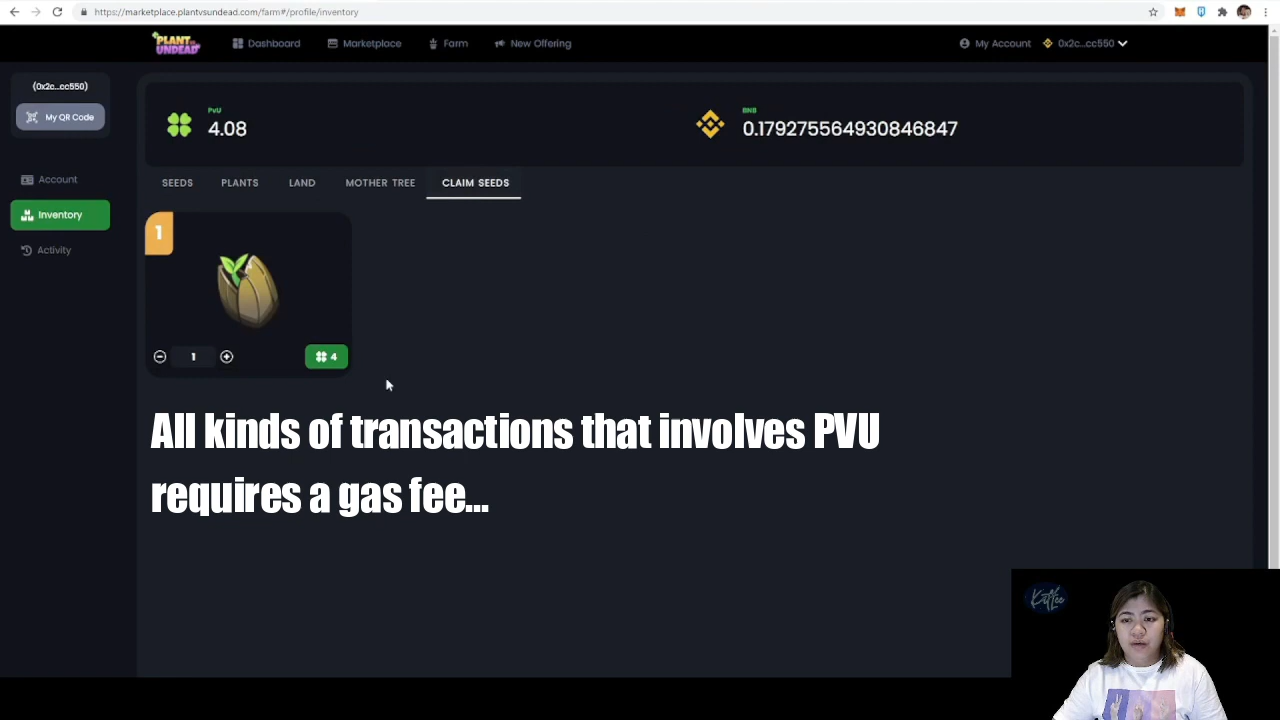 https://marketplace.plantvsundead.com/farm#/profile/inventory
PLANT UNDEAD
Dashboard
Marketplace
Farm
New Offering
My Account
0x2c...cc550
(0x2c...cc550)
My QR Code
Account
Inventory
Activity
PVU
4.08
BNB
0.179275564930846847
SEEDS
PLANTS
LAND
MOTHER TREE
CLAIM SEEDS
1
1
4
All kinds of transactions that involves PVU
requires a gas fee...